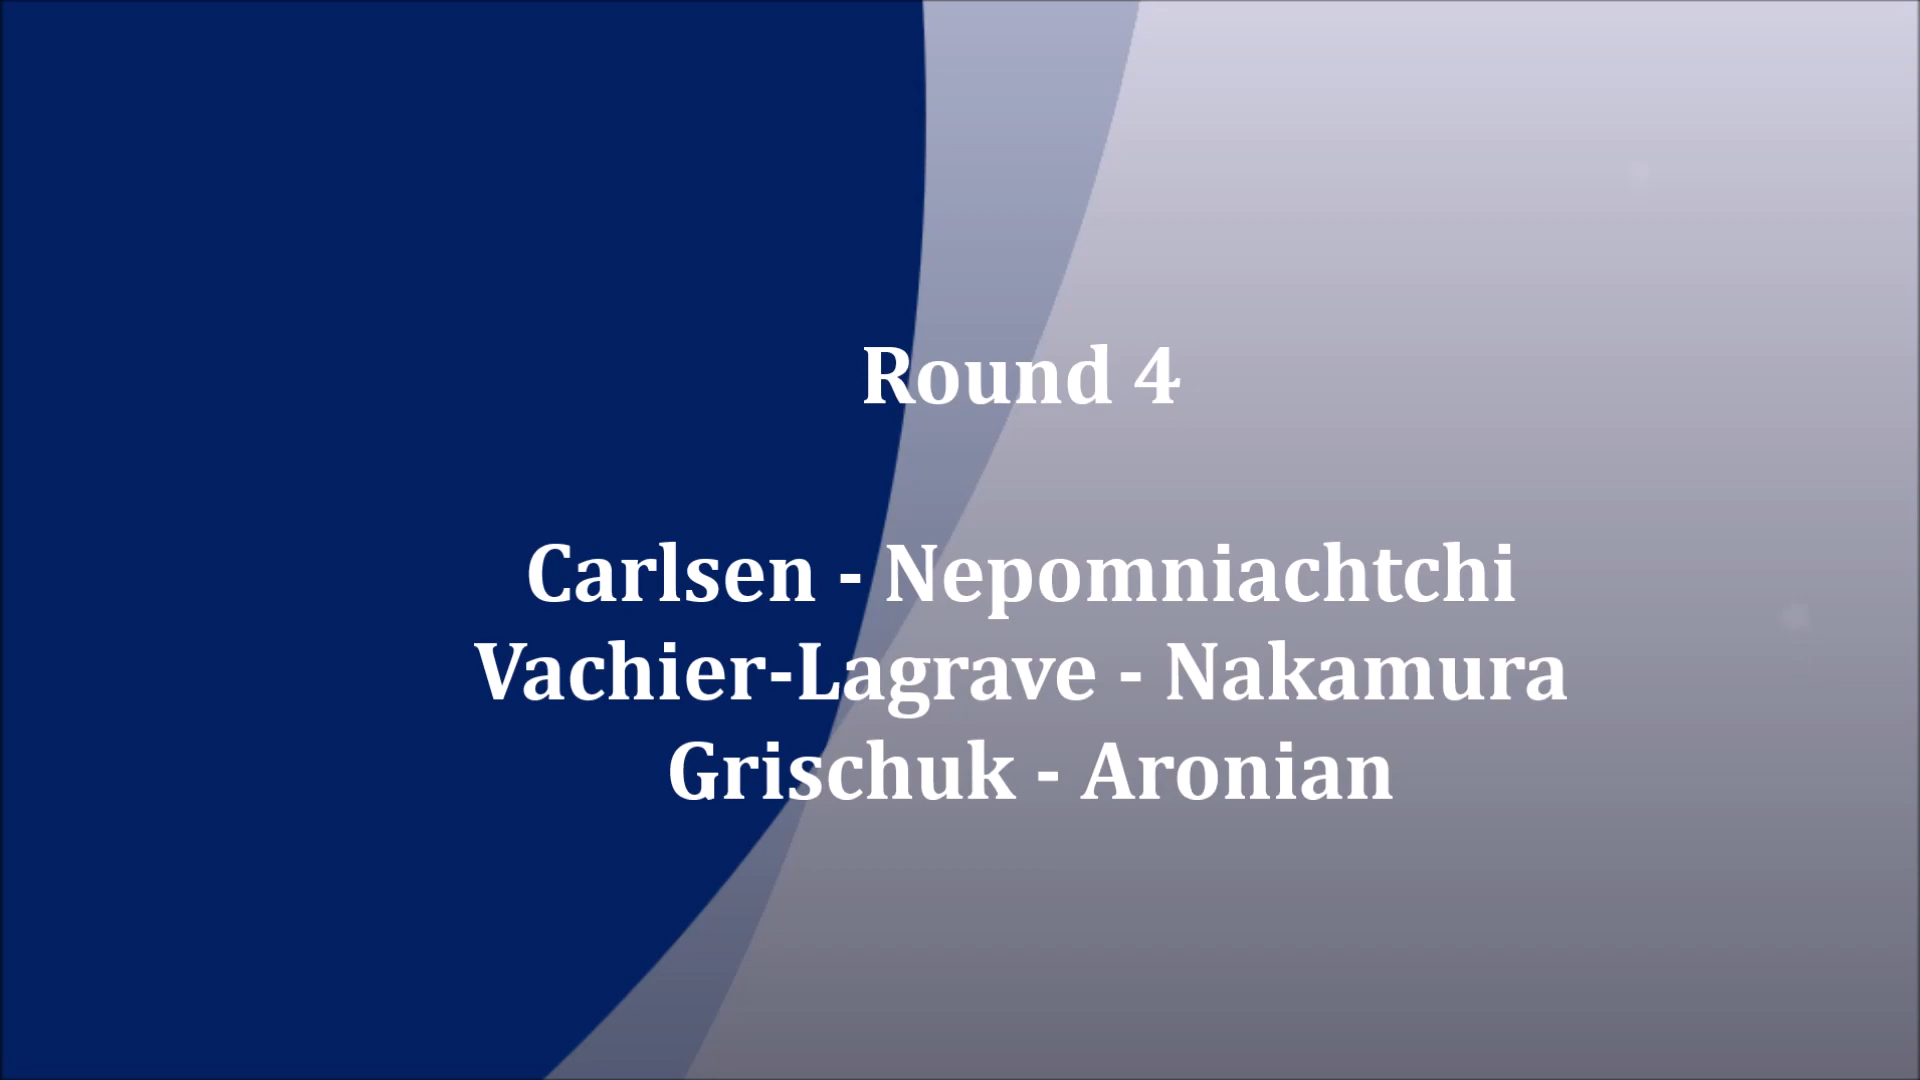 Round 4
Carlsen - Nepomniachtchi
Vachier-Lagrave - Nakamura
Grischuk - Aronian